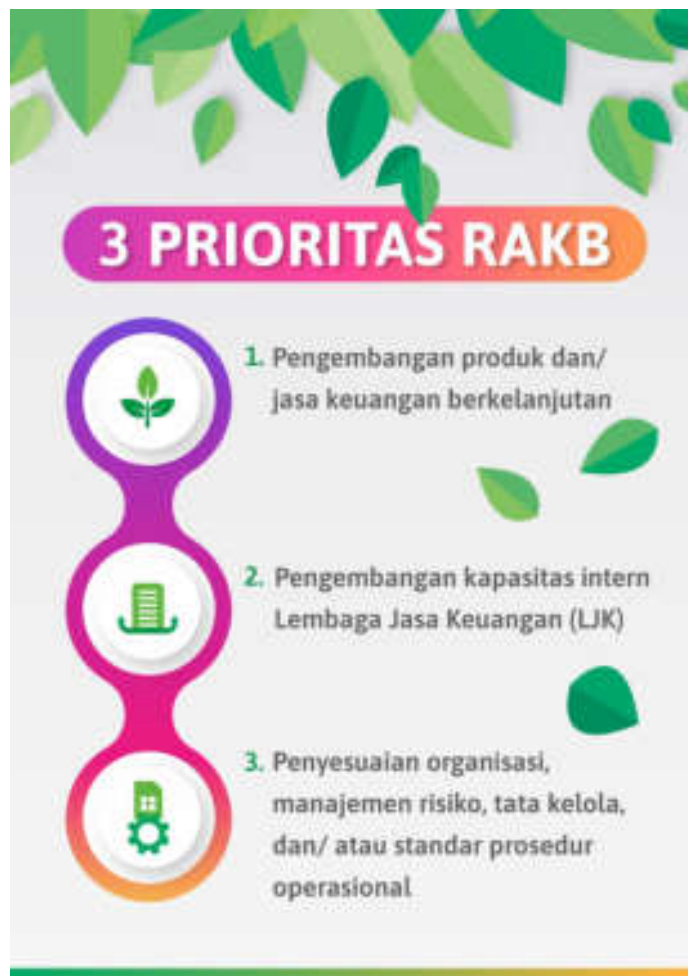 3 PRIORITAS RAKB
1. Pengembangan produk dan/
jasa keuangan berkelanjutan
2. Pengembangan kapasitas intern
Lembaga Jasa Keuangan (LJK)
3. Penyesuaian organisasi,
manajemen risiko, tata kelola,
dan/ atau standar prosedur
operasional